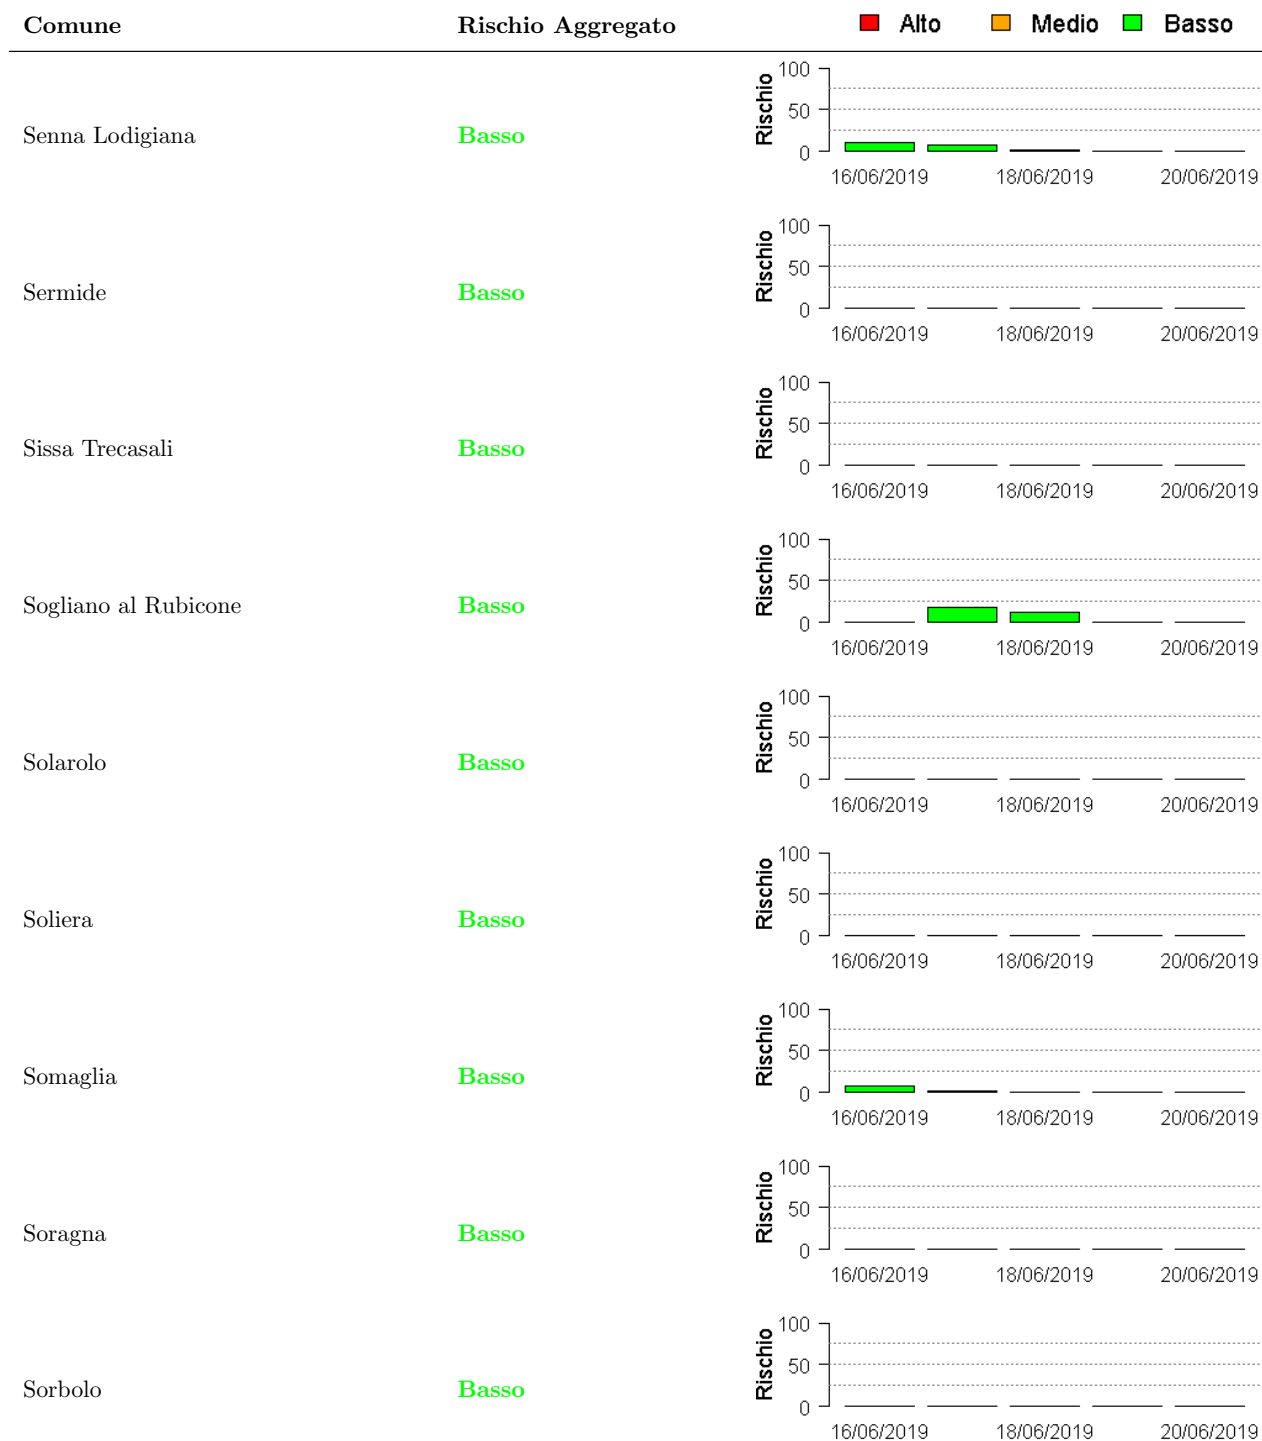 Comune Rischio Aggregato Alto Medio Basso
Senna Lodigiana Basso Rischio 100 50 0
16/06/2019 18/06/2019 20/06/2019
Sermide Basso Rischio 100 50 0
16/06/2019 18/06/2019 20/06/2019
Sissa Trecasali Basso Rischio 100 50 0
16/06/2019 18/06/2019 20/06/2019
Sogliano al Rubicone Basso Rischio 100 50 0
16/06/2019 18/06/2019 20/06/2019
Solarolo Basso Rischio 100 50 0
16/06/2019 18/06/2019 20/06/2019
Soliera Basso Rischio 100 50 0
16/06/2019 18/06/2019 20/06/2019
Somaglia Basso Rischio 100 50 0
16/06/2019 18/06/2019 20/06/2019
Soragna Basso Rischio 100 50 0
16/06/2019 18/06/2019 20/06/2019
Sorbolo Basso Rischio 100 50 0
16/06/2019 18/06/2019 20/06/2019